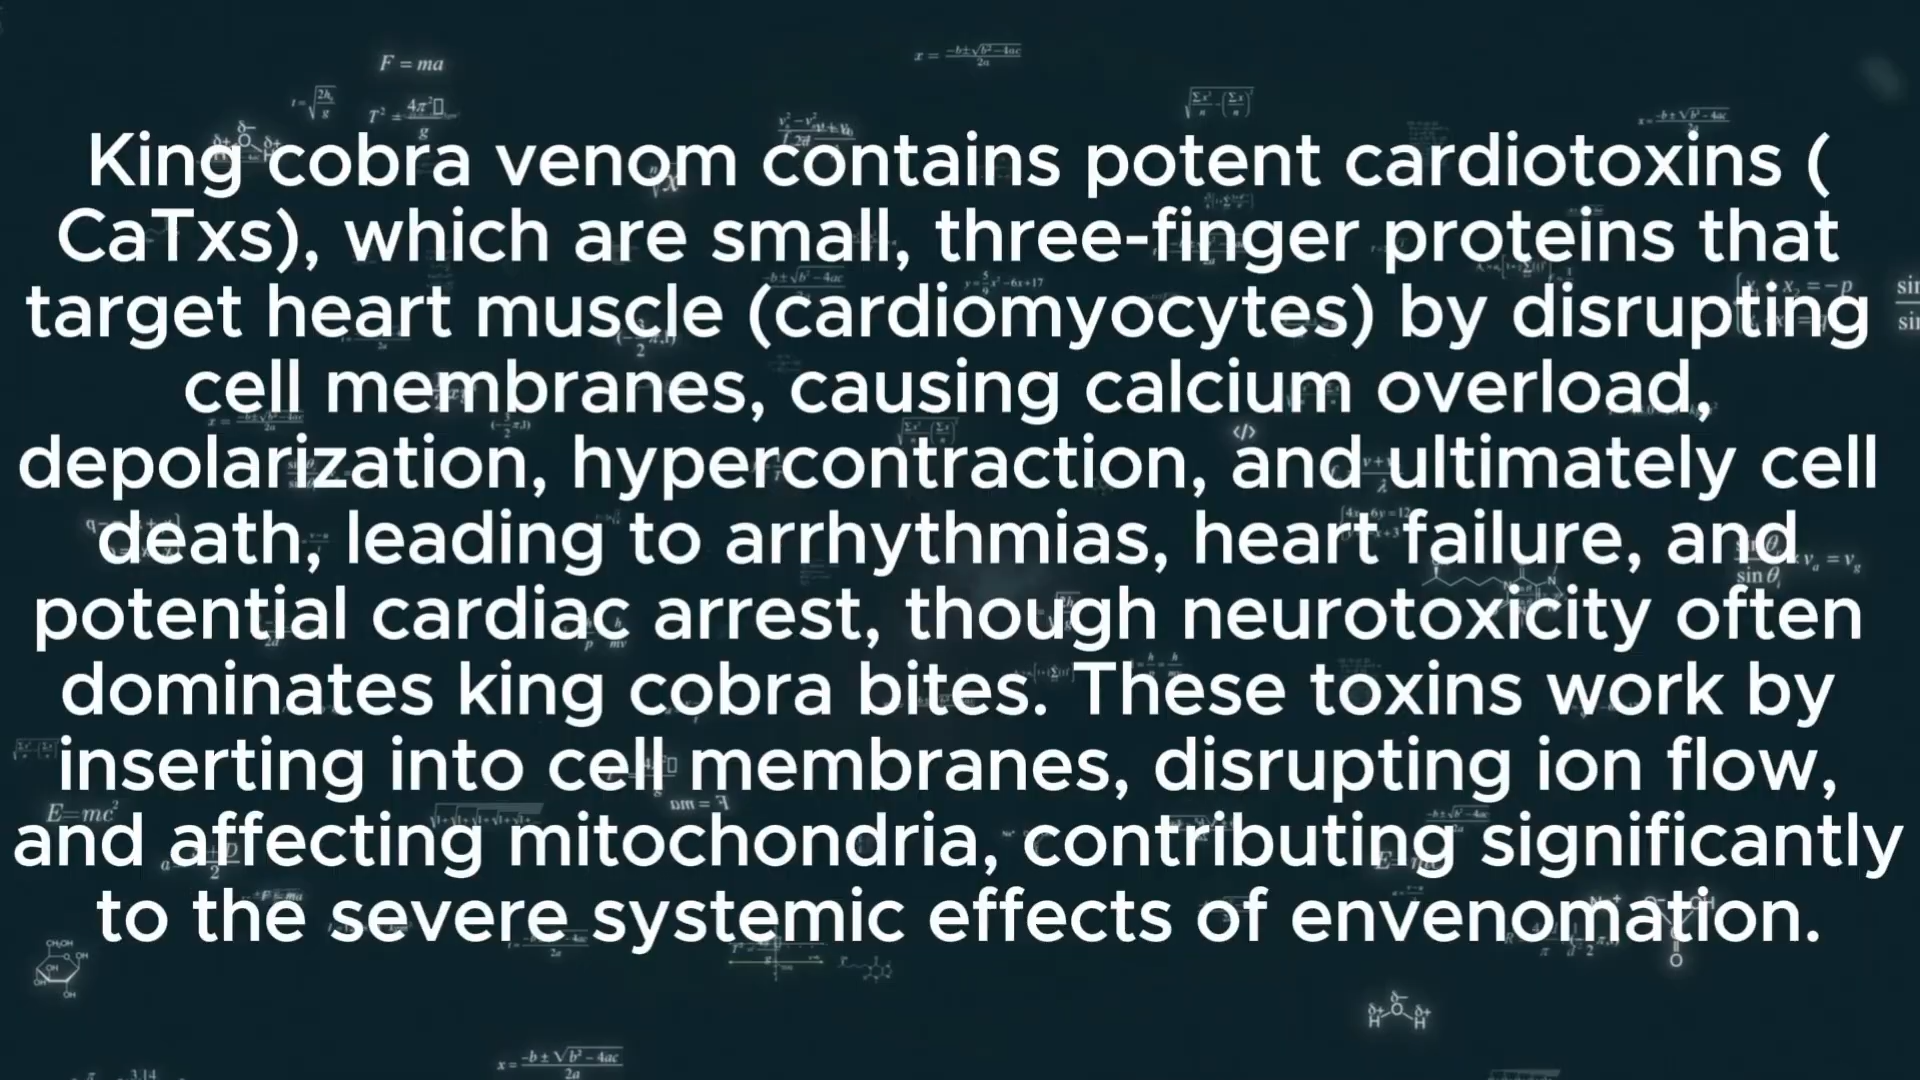 King cobra venom contains potent cardiotoxins (
CaTxs), which are small, three-finger proteins that
target heart muscle (cardiomyocytes) by disrupting
cell membranes, causing calcium overload,
depolarization, hypercontraction, and ultimately cell
death, leading to arrhythmias, heart failure, and
potential cardiac arrest, though neurotoxicity often
dominates king cobra bites. These toxins work by
inserting into cell membranes, disrupting ion flow,
and affecting mitochondria, contributing significantly
to the severe systemic effects of envenomation.
F = ma
E=mc²